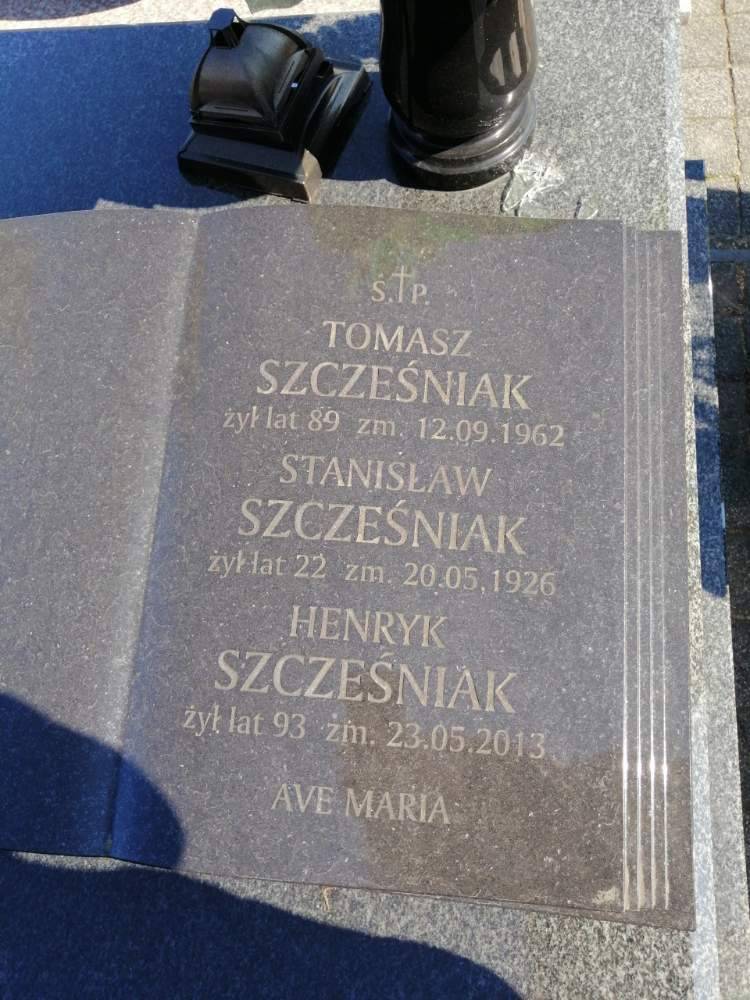 Ś.†P.
TOMASZ
SZCZEŚNIAK
żył lat 89 zm. 12.09.1962
STANISŁAW
SZCZEŚNIAK
żył lat 22 zm. 20.05.1926
HENRYK
SZCZEŚNIAK
żył lat 93 zm. 23.05.2013
AVE MARIA